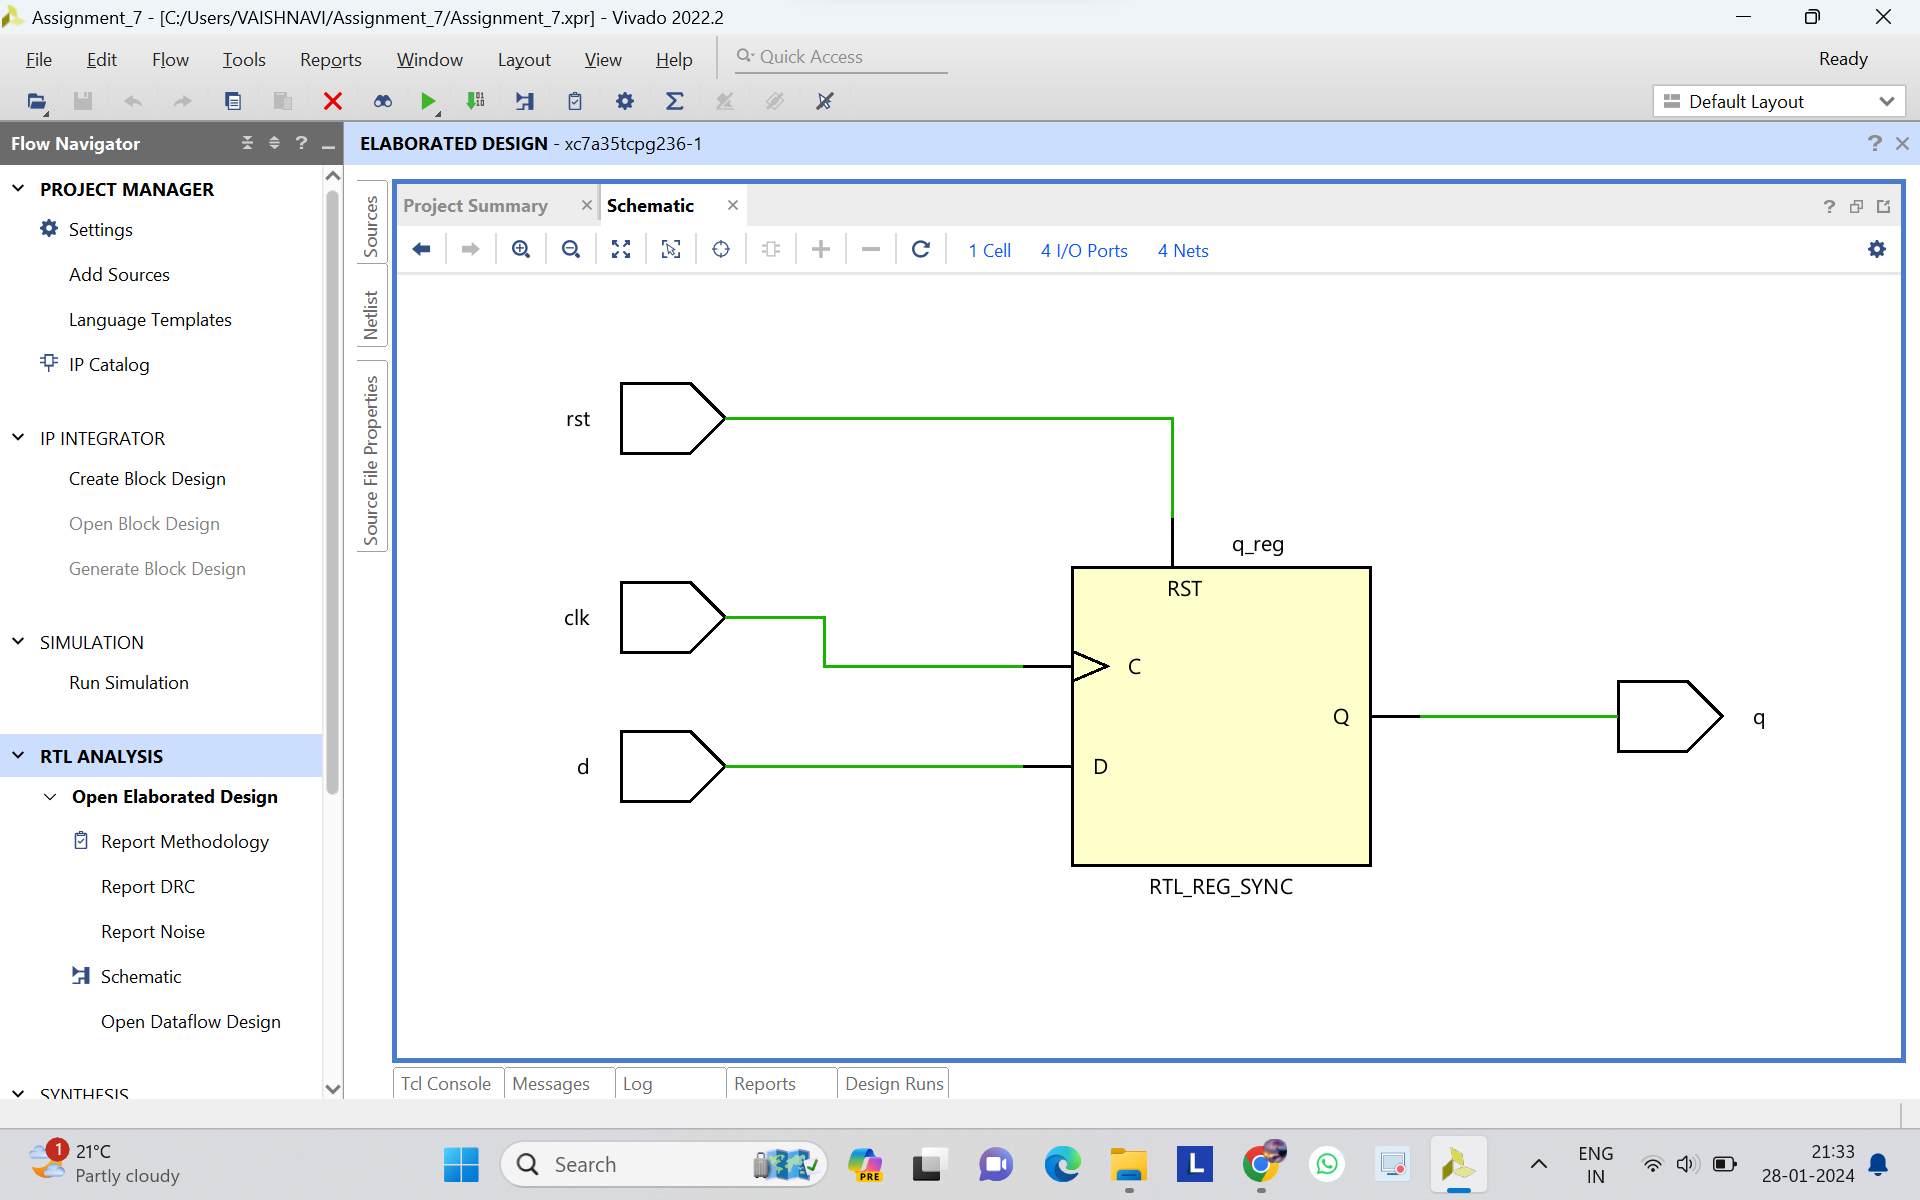 Assignment_7 - [C:/Users/VAISHNAVI/Assignment_7/Assignment_7.xpr] - Vivado 2022.2
File Edit Flow Tools Reports Window Layout View Help Quick Access Ready
Default Layout
Flow Navigator
ELABORATED DESIGN - xc7a35tcpg236-1
PROJECT MANAGER
Settings
Add Sources
Language Templates
IP Catalog
IP INTEGRATOR
Create Block Design
Open Block Design
Generate Block Design
SIMULATION
Run Simulation
RTL ANALYSIS
Open Elaborated Design
Report Methodology
Report DRC
Report Noise
Schematic
Open Dataflow Design
SYNTHESIS
Sources
Netlist
Source File Properties
Project Summary Schematic
1 Cell 4 I/O Ports 4 Nets
rst
q_reg
RST
clk
C
Q
q
d
D
RTL_REG_SYNC
Tcl Console Messages Log Reports Design Runs
1
21°C
Partly cloudy
Search
PRE
L
ENG
IN
21:33
28-01-2024